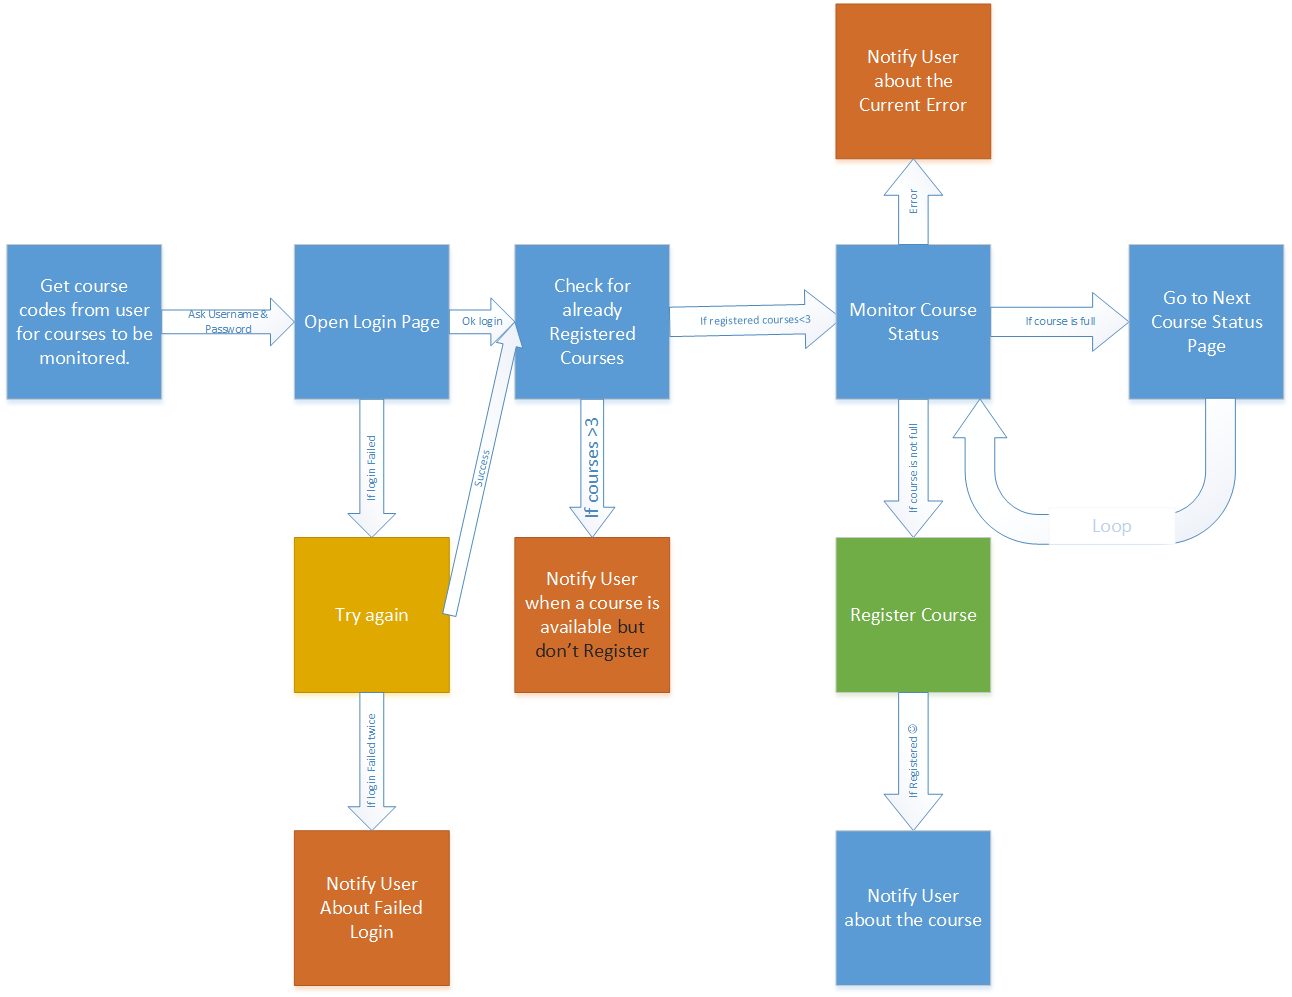 Notify User
about the
Current Error
Error
Get course
codes from user
for courses to be
monitored.
Ask Username &
Password
Open Login Page
Ok login
Check for
already
Registered
Courses
If registered courses<3
Monitor Course
Status
If course is full
Go to Next
Course Status
Page
If login Failed
Success
If courses >3
If course is not full
Loop
Try again
Notify User
when a course is
available but
don’t Register
Register Course
If login Failed twice
If Registered ☺
Notify User
About Failed
Login
Notify User
about the course